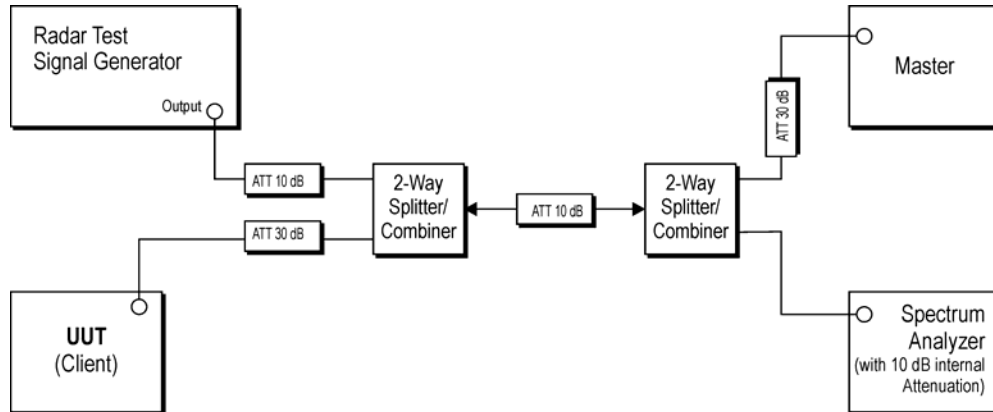 Radar Test
Signal Generator
Output
ATT 10 dB
ATT 30 dB
UUT
(Client)
2-Way
Splitter/
Combiner
ATT 10 dB
2-Way
Splitter/
Combiner
ATT 30 dB
Master
Spectrum
Analyzer
(with 10 dB internal
Attenuation)